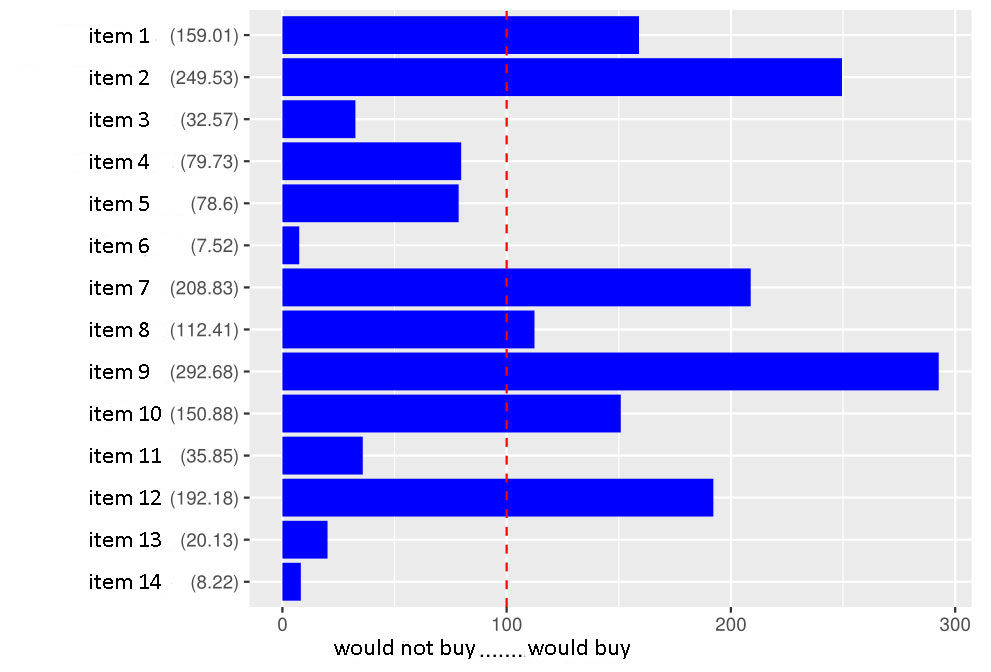 item 1 (159.01)
item 2 (249.53)
item 3 (32.57)
item 4 (79.73)
item 5 (78.6)
item 6 (7.52)
item 7 (208.83)
item 8 (112.41)
item 9 (292.68)
item 10 (150.88)
item 11 (35.85)
item 12 (192.18)
item 13 (20.13)
item 14 (8.22)
0 100 200 300
would not buy.......would buy